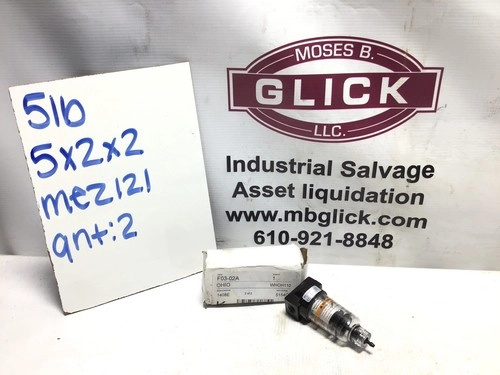 5lb
5x2x2
mez121
qnt:2
MOSES B.
GLICK
LLC.
Industrial Salvage
Asset liquidation
www.mbglick.com
610-921-8848
F03-02A
OHIO